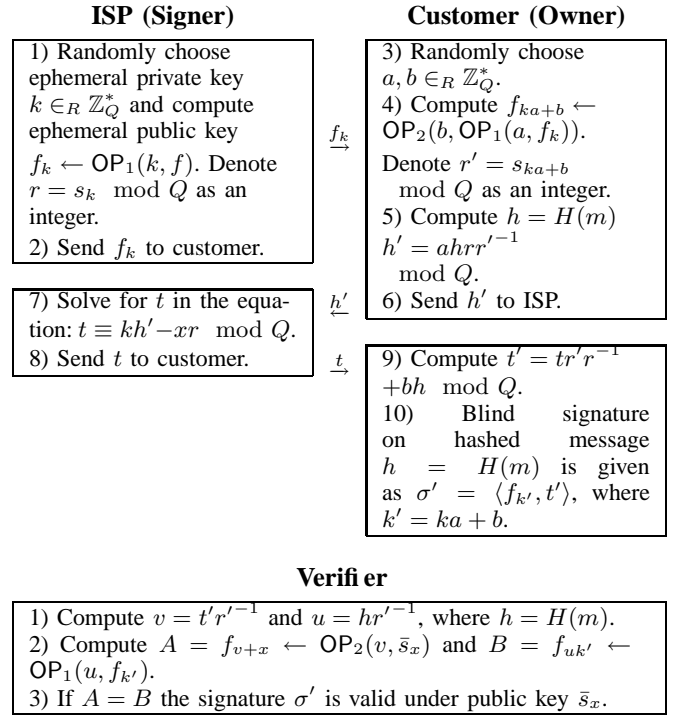 ISP (Signer)
1) Randomly choose
ephemeral private key
k ∈_R ℤ*_Q and compute
ephemeral public key
f_k ← OP_1(k, f). Denote
r = s_k mod Q as an
integer.
2) Send f_k to customer.
f_k
→
Customer (Owner)
3) Randomly choose
a, b ∈_R ℤ*_Q.
4) Compute f_{ka+b} ←
OP_2(b, OP_1(a, f_k)).
Denote r′ = s_{ka+b}
mod Q as an integer.
5) Compute h = H(m)
h′ = ahrr′^{−1}
mod Q.
6) Send h′ to ISP.
h′
←
7) Solve for t in the equa-
tion: t ≡ kh′−xr mod Q.
8) Send t to customer.
t
→
9) Compute t′ = tr′r^{−1}
+bh mod Q.
10) Blind signature
on hashed message
h = H(m) is given
as σ′ = ⟨f_{k′}, t′⟩, where
k′ = ka + b.
Verifier
1) Compute v = t′r′^{−1} and u = hr′^{−1}, where h = H(m).
2) Compute A = f_{v+x} ← OP_2(v, s̄_x) and B = f_{uk′} ←
OP_1(u, f_{k′}).
3) If A = B the signature σ′ is valid under public key s̄_x.